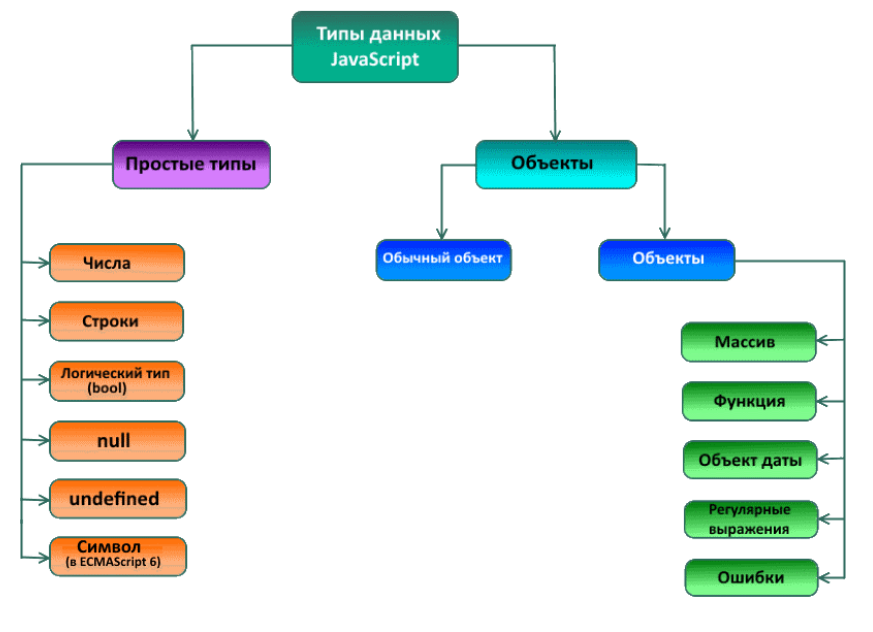 Типы данных
JavaScript
Простые типы
Объекты
Обычный объект
Объекты
Числа
Строки
Логический тип
(bool)
null
undefined
Символ
(в ECMAScript 6)
Массив
Функция
Объект даты
Регулярные
выражения
Ошибки